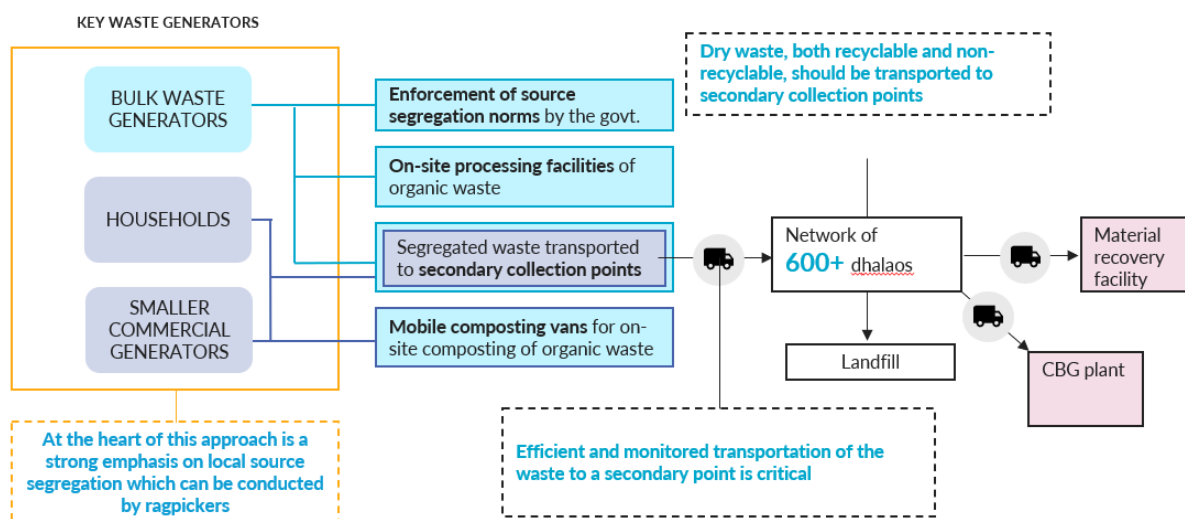 KEY WASTE GENERATORS
BULK WASTE
GENERATORS
HOUSEHOLDS
SMALLER
COMMERCIAL
GENERATORS
At the heart of this approach is a
strong emphasis on local source
segregation which can be conducted
by ragpickers
Enforcement of source
segregation norms by the govt.
On-site processing facilities of
organic waste
Segregated waste transported
to secondary collection points
Mobile composting vans for on-
site composting of organic waste
Dry waste, both recyclable and non-
recyclable, should be transported to
secondary collection points
Network of
600+ dhalaos
Landfill
Material
recovery
facility
CBG plant
Efficient and monitored transportation of the
waste to a secondary point is critical